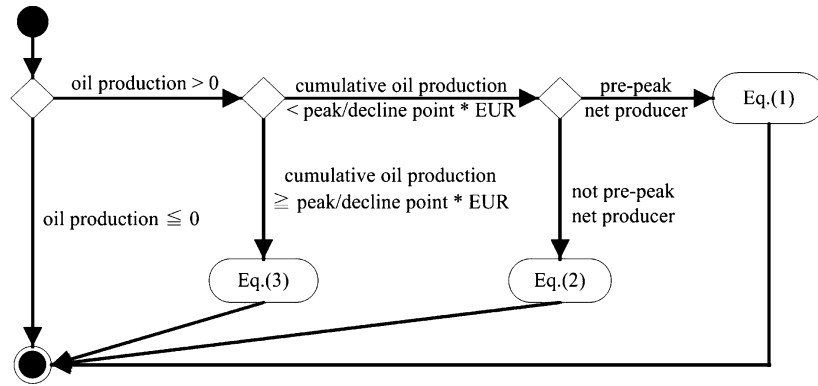 oil production > 0
cumulative oil production
< peak/decline point * EUR
pre-peak
net producer
Eq.(1)
cumulative oil production
≧ peak/decline point * EUR
not pre-peak
net producer
oil production ≦ 0
Eq.(3)
Eq.(2)